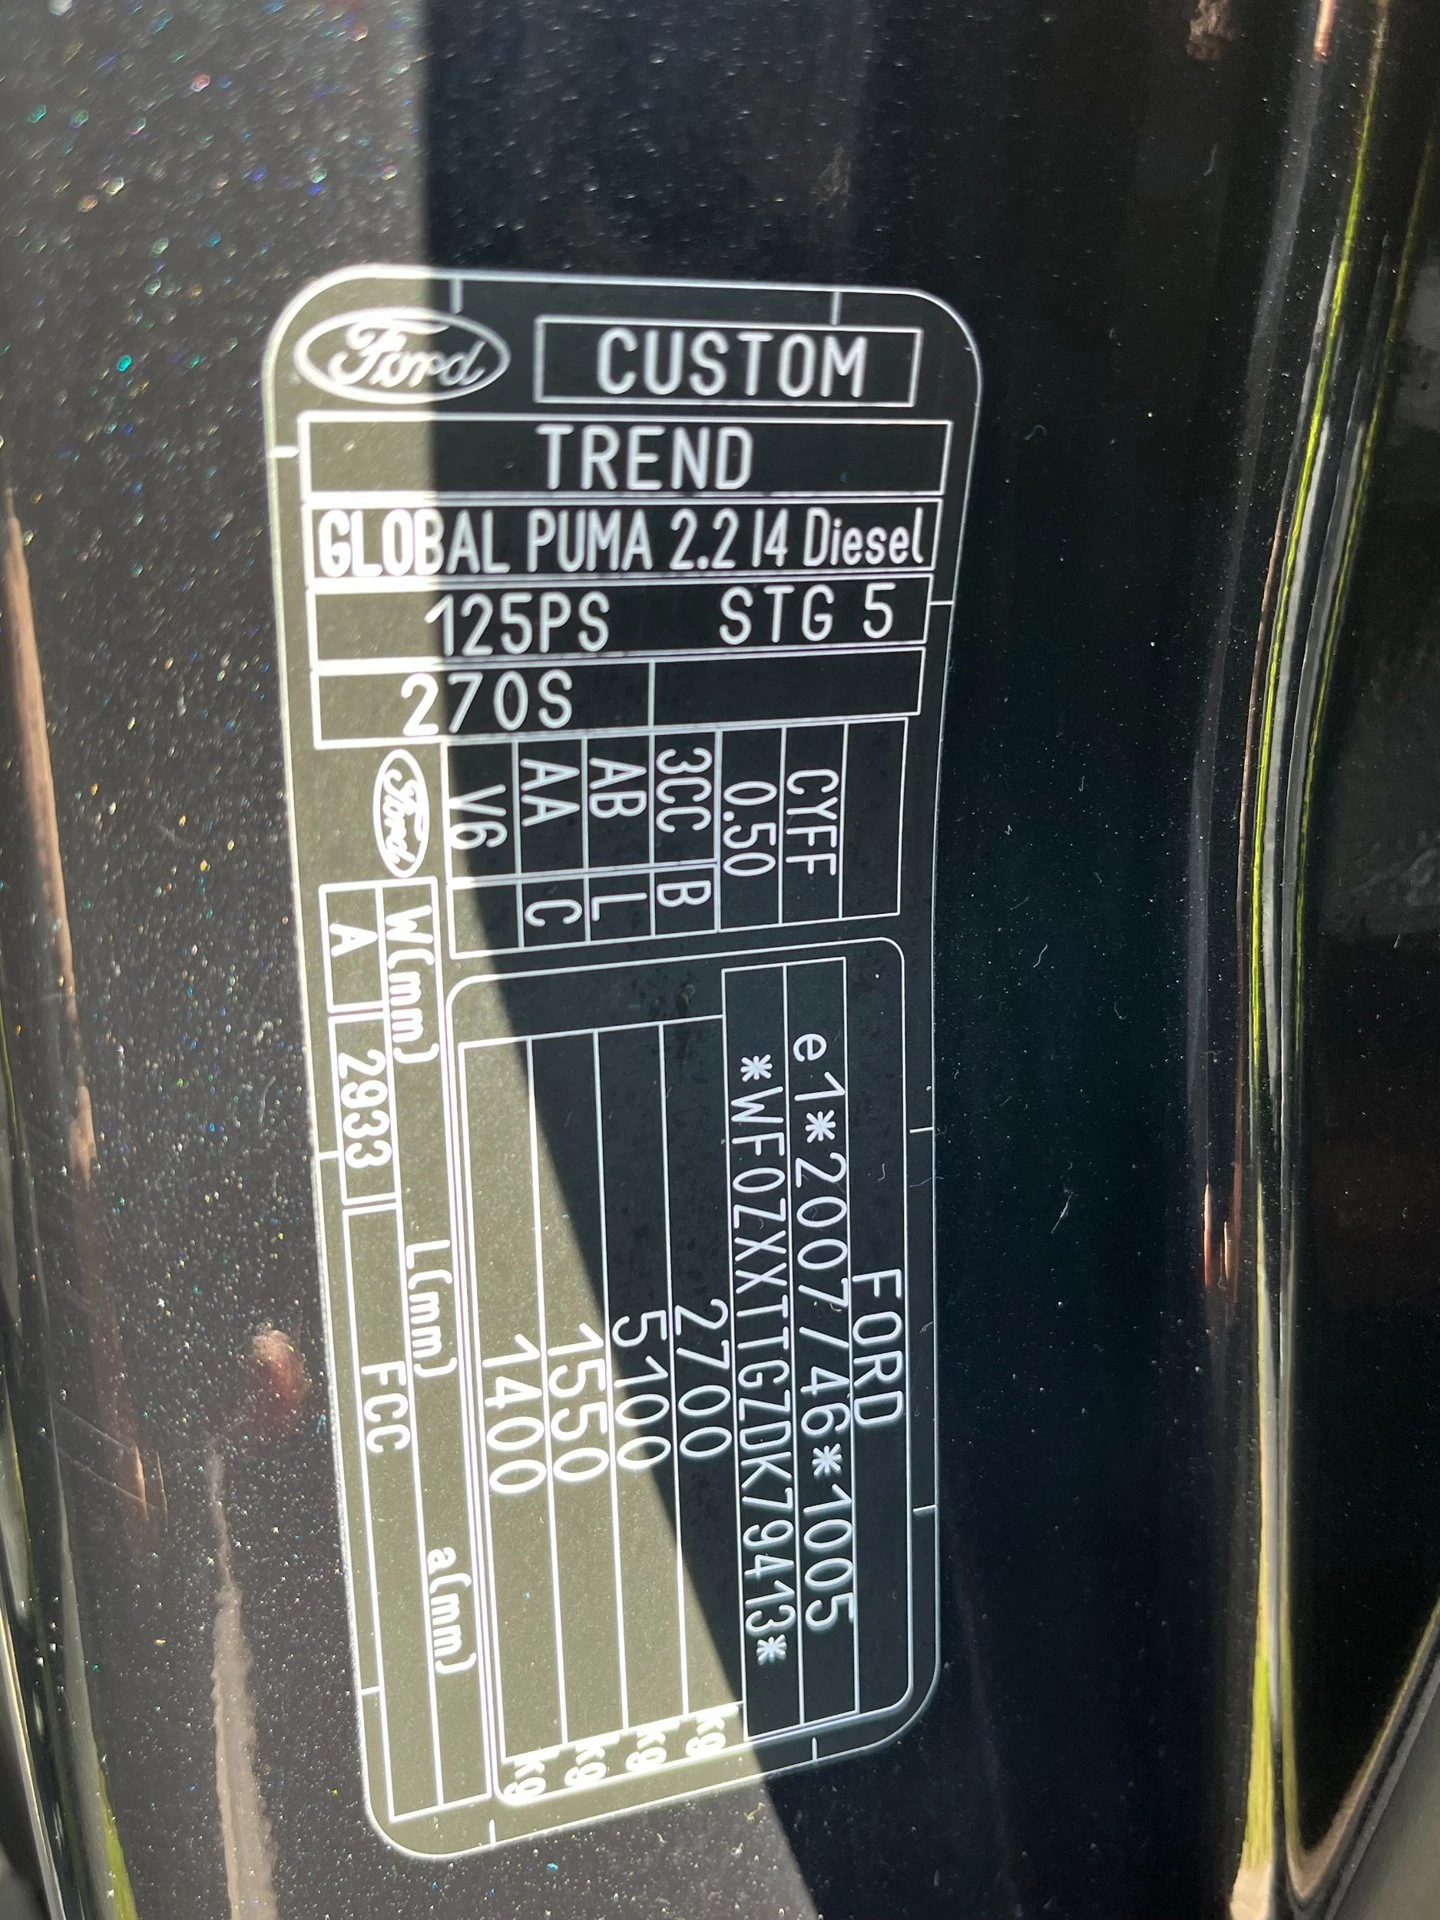 Ford CUSTOM
TREND
GLOBAL PUMA 2.2 I4 Diesel
125PS STG 5
270S
FORD
e1*2007/46*1005
*WF0ZXXTTGZDK79413*
2700 kg
5100 kg
1550 kg
1400 kg
CYFF
0.50
3CC B
AB L
AA C
V6
Ford W(mm) L(mm) a(mm)
A 2933 FCC